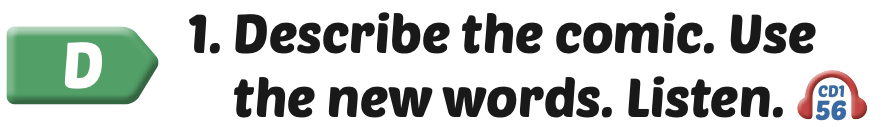 D
1. Describe the comic. Use
the new words. Listen.
CD1
56